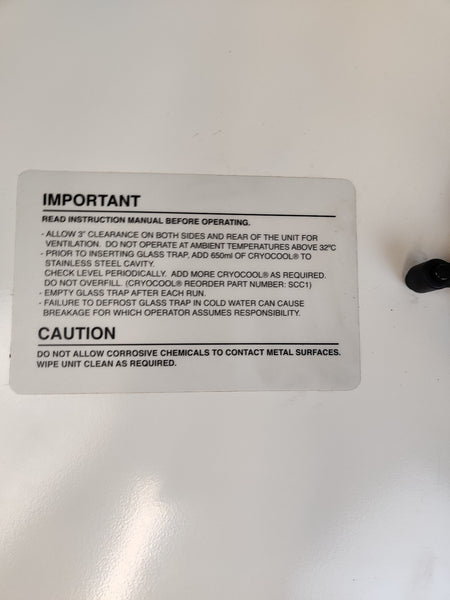 IMPORTANT
READ INSTRUCTION MANUAL BEFORE OPERATING.
- ALLOW 3" CLEARANCE ON BOTH SIDES AND REAR OF THE UNIT FOR
VENTILATION. DO NOT OPERATE AT AMBIENT TEMPERATURES ABOVE 32ºC
- PRIOR TO INSERTING GLASS TRAP, ADD 650ml OF CRYOCOOL® TO
STAINLESS STEEL CAVITY.
CHECK LEVEL PERIODICALLY. ADD MORE CRYOCOOL® AS REQUIRED.
DO NOT OVERFILL. (CRYOCOOL® REORDER PART NUMBER: SCC1)
- EMPTY GLASS TRAP AFTER EACH RUN.
- FAILURE TO DEFROST GLASS TRAP IN COLD WATER CAN CAUSE
BREAKAGE FOR WHICH OPERATOR ASSUMES RESPONSIBILITY.
CAUTION
DO NOT ALLOW CORROSIVE CHEMICALS TO CONTACT METAL SURFACES.
WIPE UNIT CLEAN AS REQUIRED.